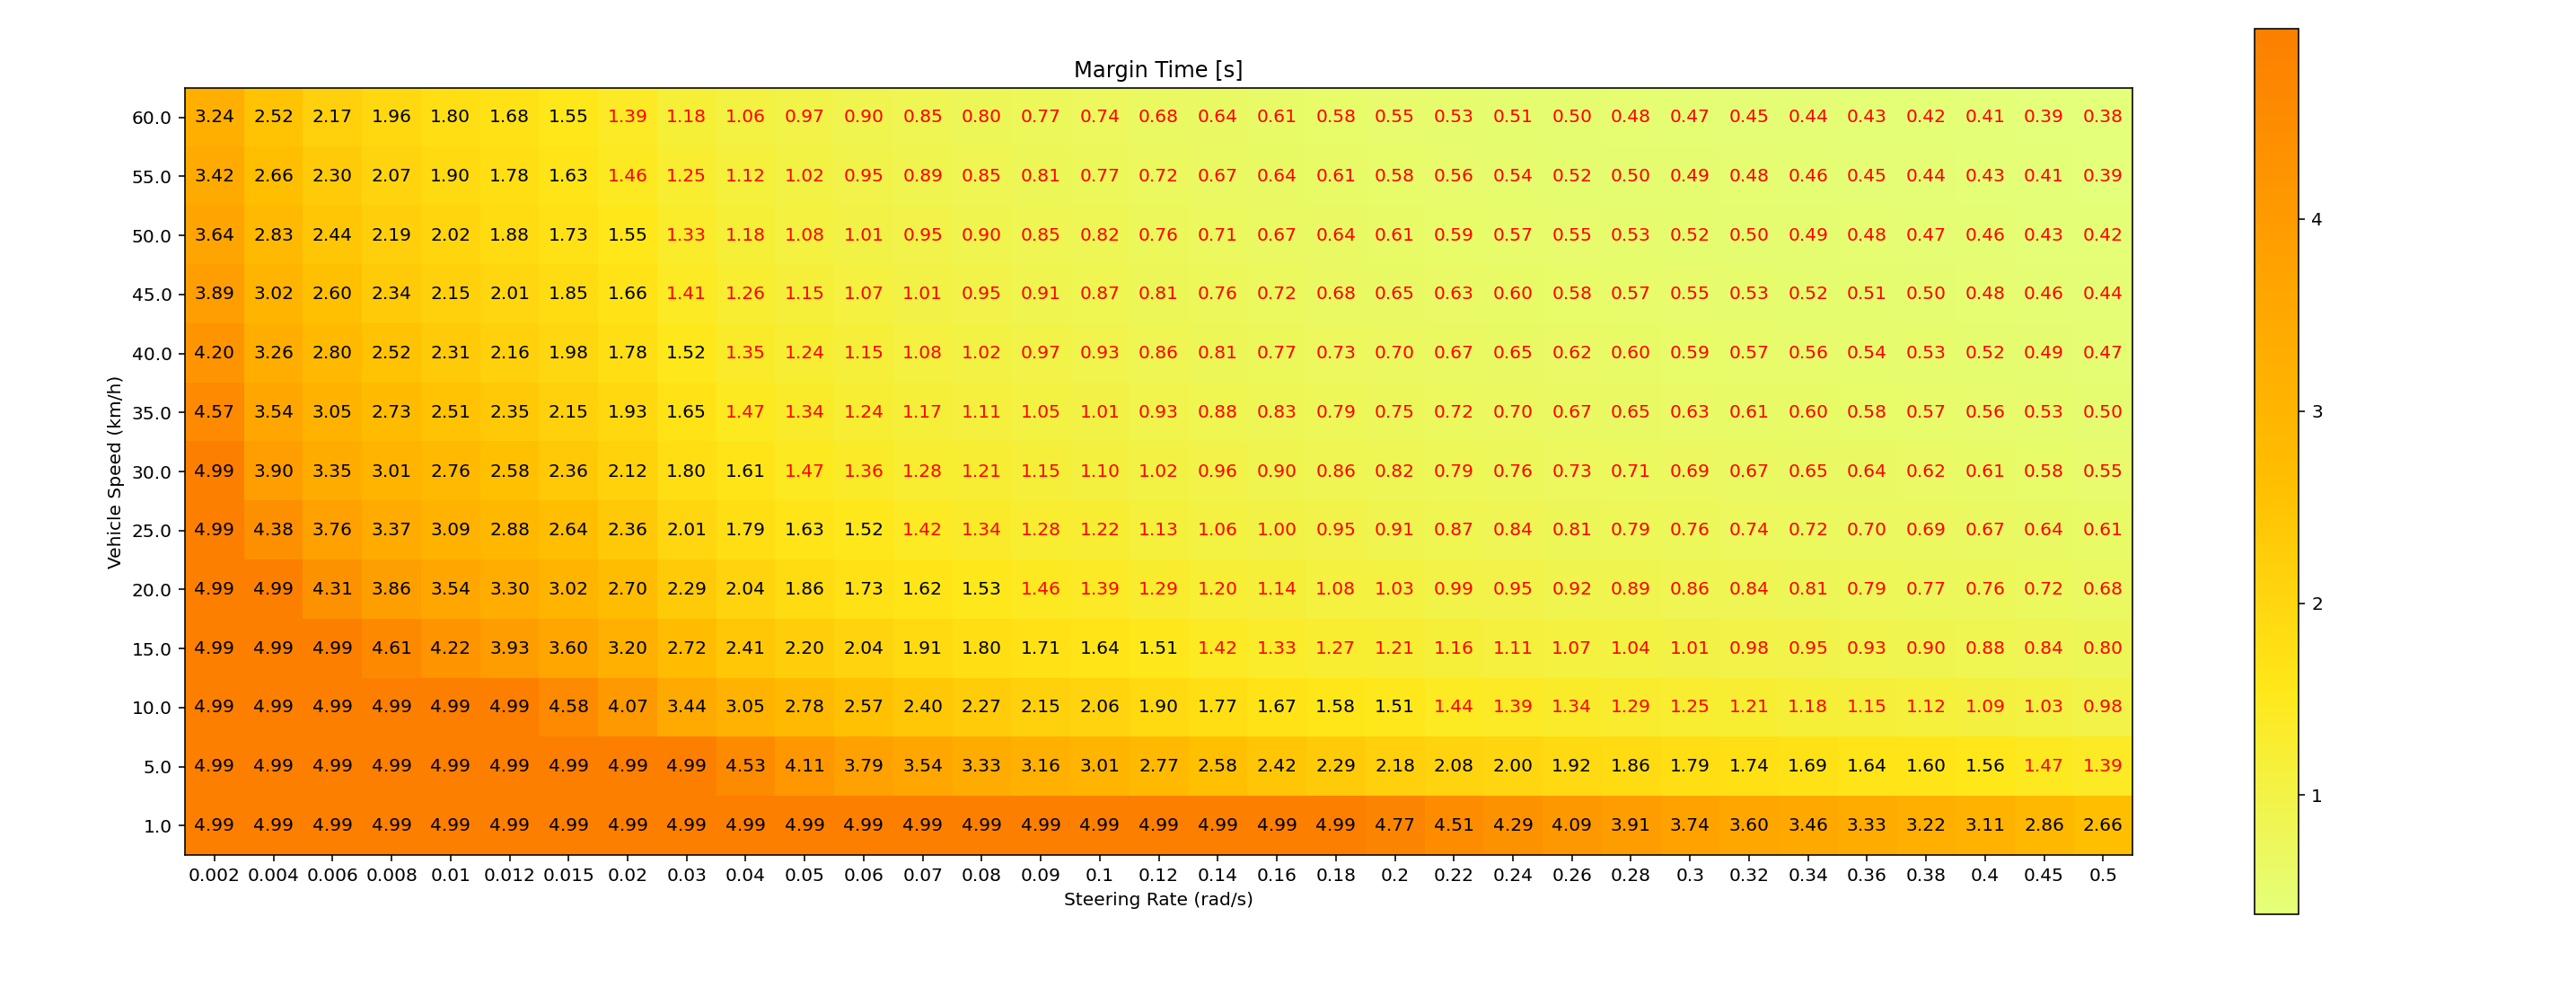 Margin Time [s]
60.0 3.24 2.52 2.17 1.96 1.80 1.68 1.55 1.39 1.18 1.06 0.97 0.90 0.85 0.80 0.77 0.74 0.68 0.64 0.61 0.58 0.55 0.53 0.51 0.50 0.48 0.47 0.45 0.44 0.43 0.42 0.41 0.39 0.38
55.0 3.42 2.66 2.30 2.07 1.90 1.78 1.63 1.46 1.25 1.12 1.02 0.95 0.89 0.85 0.81 0.77 0.72 0.67 0.64 0.61 0.58 0.56 0.54 0.52 0.50 0.49 0.48 0.46 0.45 0.44 0.43 0.41 0.39
50.0 3.64 2.83 2.44 2.19 2.02 1.88 1.73 1.55 1.33 1.18 1.08 1.01 0.95 0.90 0.85 0.82 0.76 0.71 0.67 0.64 0.61 0.59 0.57 0.55 0.53 0.52 0.50 0.49 0.48 0.47 0.46 0.43 0.42
45.0 3.89 3.02 2.60 2.34 2.15 2.01 1.85 1.66 1.41 1.26 1.15 1.07 1.01 0.95 0.91 0.87 0.81 0.76 0.72 0.68 0.65 0.63 0.60 0.58 0.57 0.55 0.53 0.52 0.51 0.50 0.48 0.46 0.44
40.0 4.20 3.26 2.80 2.52 2.31 2.16 1.98 1.78 1.52 1.35 1.24 1.15 1.08 1.02 0.97 0.93 0.86 0.81 0.77 0.73 0.70 0.67 0.65 0.62 0.60 0.59 0.57 0.56 0.54 0.53 0.52 0.49 0.47
35.0 4.57 3.54 3.05 2.73 2.51 2.35 2.15 1.93 1.65 1.47 1.34 1.24 1.17 1.11 1.05 1.01 0.93 0.88 0.83 0.79 0.75 0.72 0.70 0.67 0.65 0.63 0.61 0.60 0.58 0.57 0.56 0.53 0.50
30.0 4.99 3.90 3.35 3.01 2.76 2.58 2.36 2.12 1.80 1.61 1.47 1.36 1.28 1.21 1.15 1.10 1.02 0.96 0.90 0.86 0.82 0.79 0.76 0.73 0.71 0.69 0.67 0.65 0.64 0.62 0.61 0.58 0.55
25.0 4.99 4.38 3.76 3.37 3.09 2.88 2.64 2.36 2.01 1.79 1.63 1.52 1.42 1.34 1.28 1.22 1.13 1.06 1.00 0.95 0.91 0.87 0.84 0.81 0.79 0.76 0.74 0.72 0.70 0.69 0.67 0.64 0.61
20.0 4.99 4.99 4.31 3.86 3.54 3.30 3.02 2.70 2.29 2.04 1.86 1.73 1.62 1.53 1.46 1.39 1.29 1.20 1.14 1.08 1.03 0.99 0.95 0.92 0.89 0.86 0.84 0.81 0.79 0.77 0.76 0.72 0.68
15.0 4.99 4.99 4.99 4.61 4.22 3.93 3.60 3.20 2.72 2.41 2.20 2.04 1.91 1.80 1.71 1.64 1.51 1.42 1.33 1.27 1.21 1.16 1.11 1.07 1.04 1.01 0.98 0.95 0.93 0.90 0.88 0.84 0.80
10.0 4.99 4.99 4.99 4.99 4.99 4.99 4.58 4.07 3.44 3.05 2.78 2.57 2.40 2.27 2.15 2.06 1.90 1.77 1.67 1.58 1.51 1.44 1.39 1.34 1.29 1.25 1.21 1.18 1.15 1.12 1.09 1.03 0.98
5.0 4.99 4.99 4.99 4.99 4.99 4.99 4.99 4.99 4.99 4.53 4.11 3.79 3.54 3.33 3.16 3.01 2.77 2.58 2.42 2.29 2.18 2.08 2.00 1.92 1.86 1.79 1.74 1.69 1.64 1.60 1.56 1.47 1.39
1.0 4.99 4.99 4.99 4.99 4.99 4.99 4.99 4.99 4.99 4.99 4.99 4.99 4.99 4.99 4.99 4.99 4.99 4.99 4.99 4.99 4.77 4.51 4.29 4.09 3.91 3.74 3.60 3.46 3.33 3.22 3.11 2.86 2.66
0.002 0.004 0.006 0.008 0.01 0.012 0.015 0.02 0.03 0.04 0.05 0.06 0.07 0.08 0.09 0.1 0.12 0.14 0.16 0.18 0.2 0.22 0.24 0.26 0.28 0.3 0.32 0.34 0.36 0.38 0.4 0.45 0.5
Steering Rate (rad/s)
Vehicle Speed (km/h)
4
3
2
1